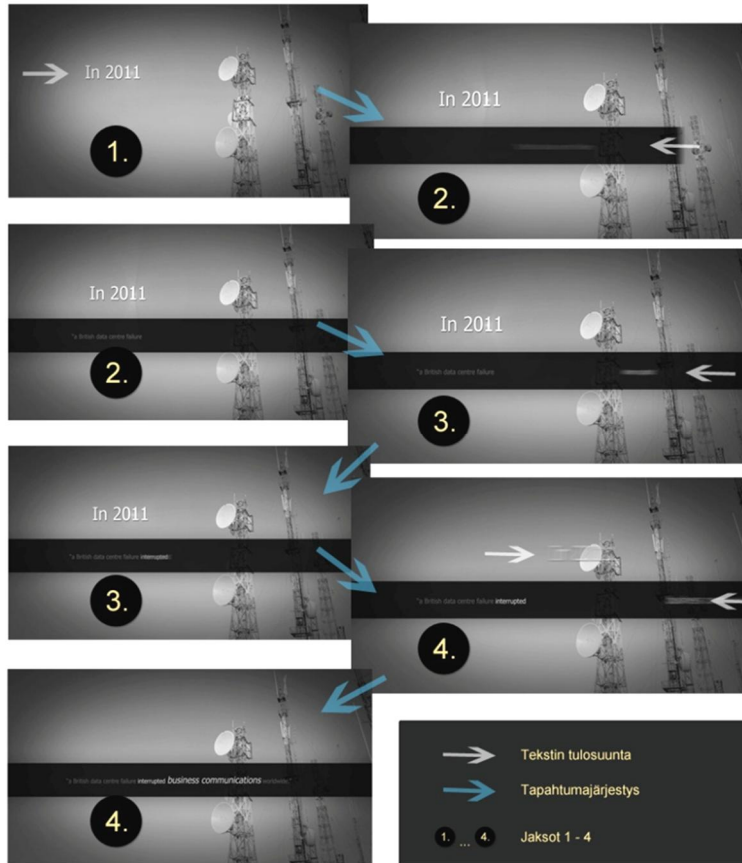 In 2011
1.
In 2011
2.
In 2011
"a British data centre failure
2.
In 2011
"a British data centre failure
3.
In 2011
"a British data centre failure interrupted
3.
"a British data centre failure interrupted
4.
"a British data centre failure interrupted business communications worldwide."
4.
Tekstin tulosuunta
Tapahtumajärjestys
1. ... 4. Jaksot 1 - 4